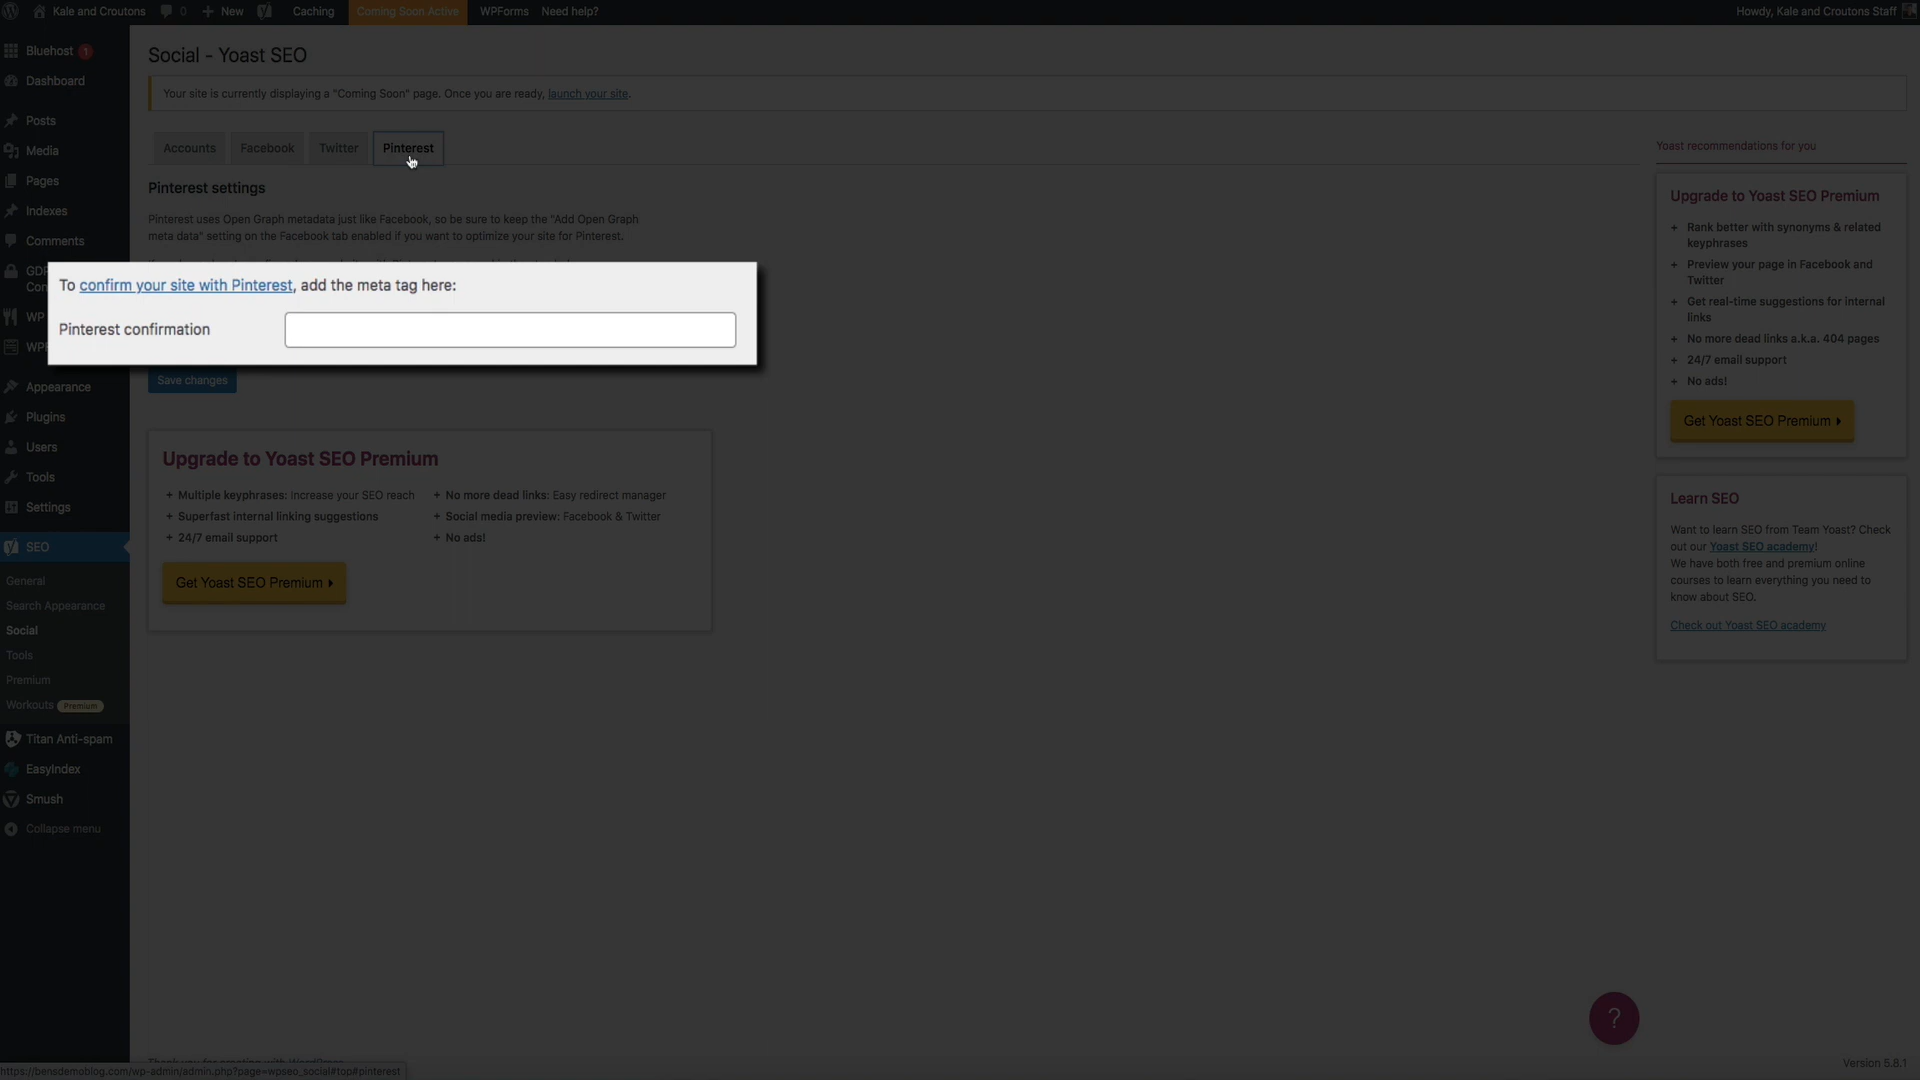 Kale and Croutons 0 New Caching Coming Soon Active WPForms Need help? Howdy, Kale and Croutons Staff
Bluehost 1
Dashboard
Posts
Media
Pages
Indexes
Comments
GDP
Con
WP
WPF
Appearance
Plugins
Users
Tools
Settings
SEO
General
Search Appearance
Social
Tools
Premium
Workouts Premium
Titan Anti-spam
EasyIndex
Smush
Collapse menu
Social - Yoast SEO
Your site is currently displaying a "Coming Soon" page. Once you are ready, launch your site.
Accounts Facebook Twitter Pinterest
Pinterest settings
Pinterest uses Open Graph metadata just like Facebook, so be sure to keep the "Add Open Graph
meta data" setting on the Facebook tab enabled if you want to optimize your site for Pinterest.
To confirm your site with Pinterest, add the meta tag here:
Pinterest confirmation
Save changes
Upgrade to Yoast SEO Premium
+ Multiple keyphrases: Increase your SEO reach
+ Superfast internal linking suggestions
+ 24/7 email support
+ No more dead links: Easy redirect manager
+ Social media preview: Facebook & Twitter
+ No ads!
Get Yoast SEO Premium
Yoast recommendations for you
Upgrade to Yoast SEO Premium
+ Rank better with synonyms & related
keyphrases
+ Preview your page in Facebook and
Twitter
+ Get real-time suggestions for internal
links
+ No more dead links a.k.a. 404 pages
+ 24/7 email support
+ No ads!
Get Yoast SEO Premium
Learn SEO
Want to learn SEO from Team Yoast? Check
out our Yoast SEO academy!
We have both free and premium online
courses to learn everything you need to
know about SEO.
Check out Yoast SEO academy
?
Thank you for creating with WordPress
https://bensdemoblog.com/wp-admin/admin.php?page=wpseo_social#top#pinterest
Version 5.8.1